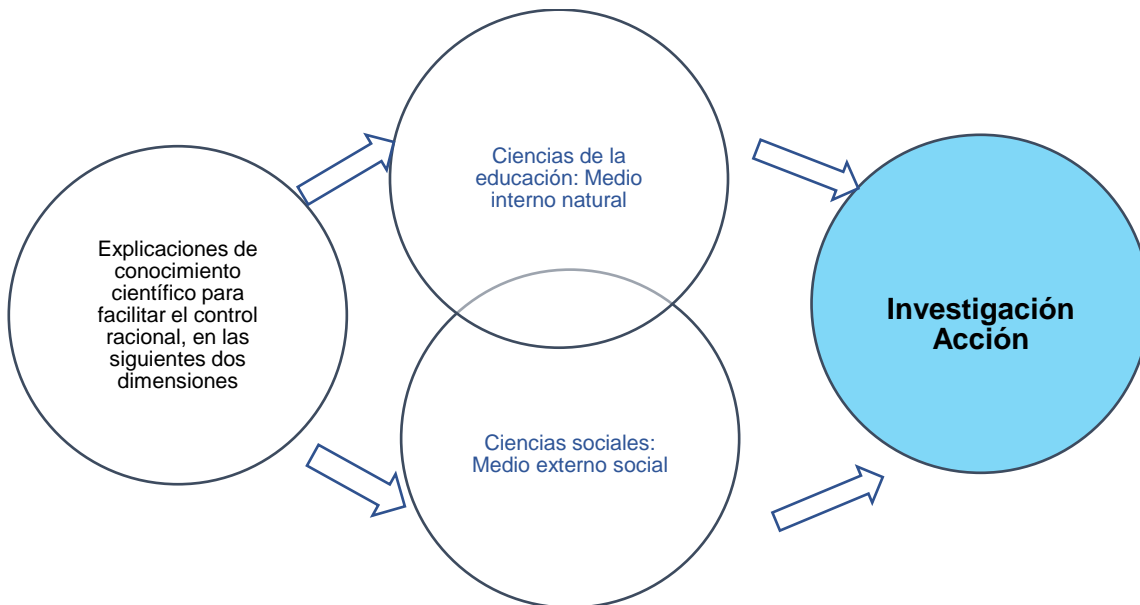 Explicaciones de
conocimiento
científico para
facilitar el control
racional, en las
siguientes dos
dimensiones
Ciencias de la
educación: Medio
interno natural
Ciencias sociales:
Medio externo social
Investigación
Acción